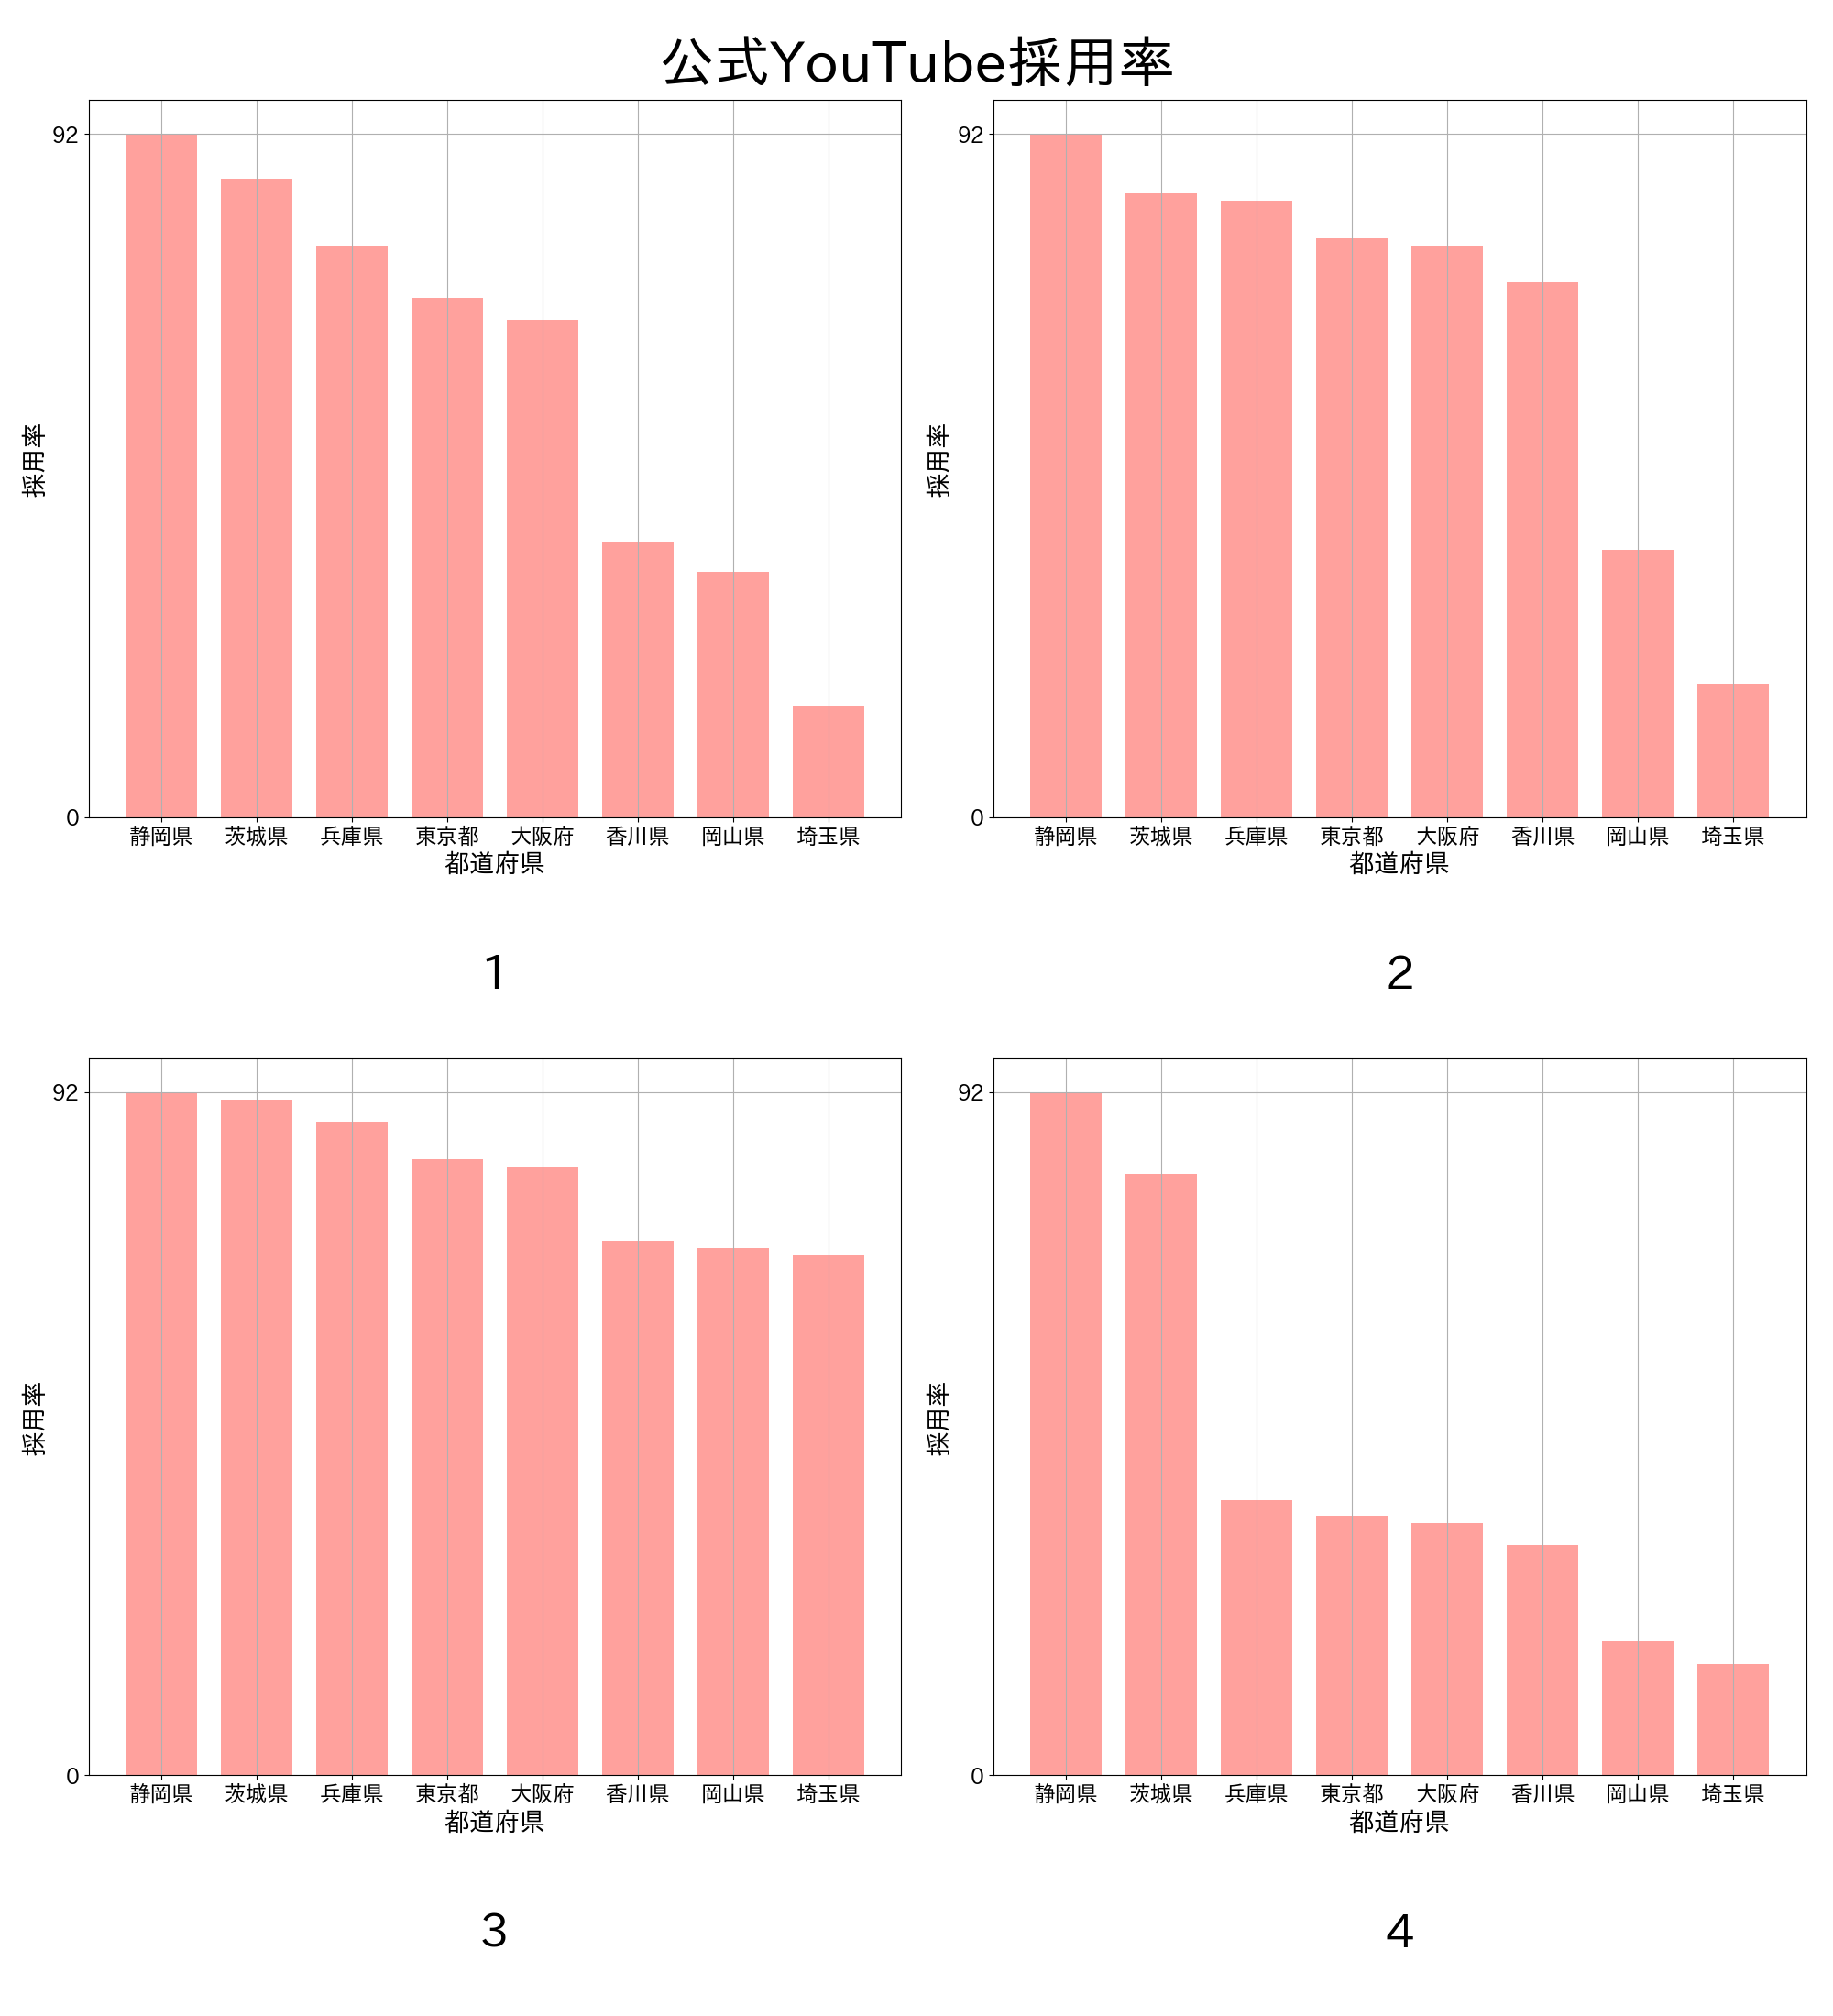 公式YouTube採用率
92
0
採用率
静岡県 茨城県 兵庫県 東京都 大阪府 香川県 岡山県 埼玉県
都道府県
1
92
0
採用率
静岡県 茨城県 兵庫県 東京都 大阪府 香川県 岡山県 埼玉県
都道府県
2
92
0
採用率
静岡県 茨城県 兵庫県 東京都 大阪府 香川県 岡山県 埼玉県
都道府県
3
92
0
採用率
静岡県 茨城県 兵庫県 東京都 大阪府 香川県 岡山県 埼玉県
都道府県
4